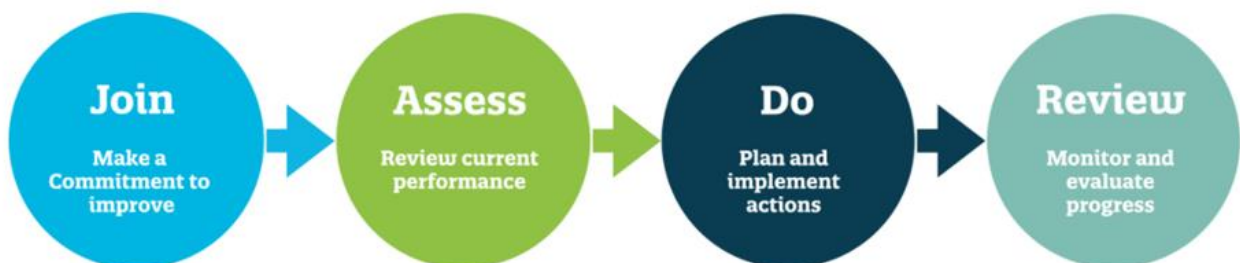 Join
Make a
Commitment to
improve
Assess
Review current
performance
Do
Plan and
implement
actions
Review
Monitor and
evaluate
progress